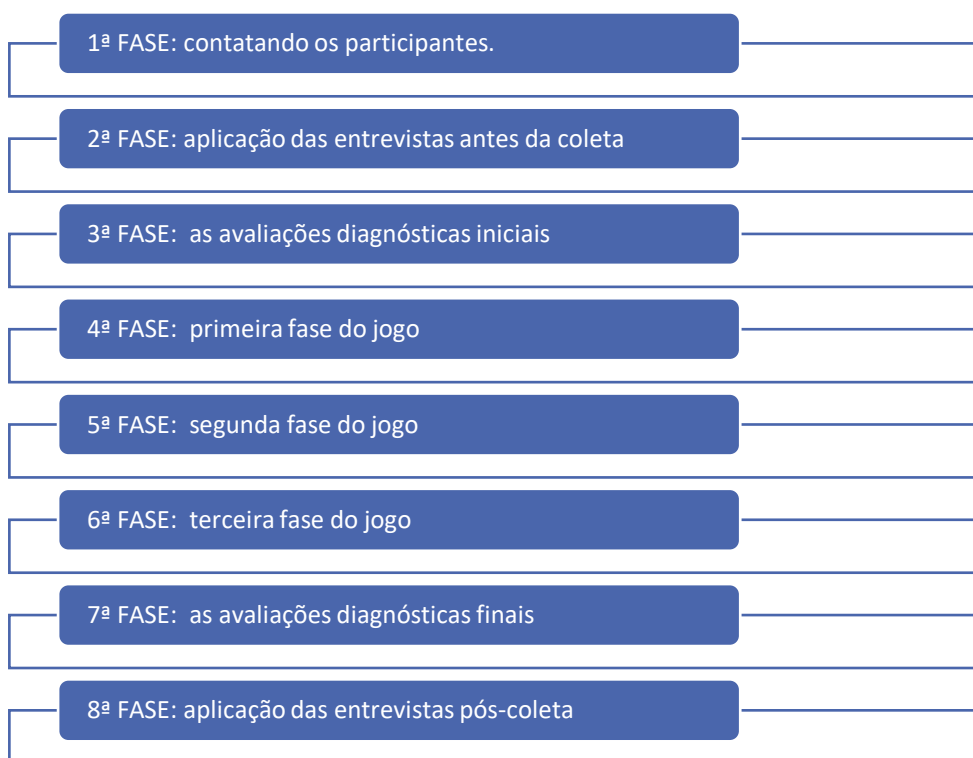 1ª FASE: contatando os participantes.
2ª FASE: aplicação das entrevistas antes da coleta
3ª FASE:  as avaliações diagnósticas iniciais
4ª FASE:  primeira fase do jogo
5ª FASE:  segunda fase do jogo
6ª FASE:  terceira fase do jogo
7ª FASE:  as avaliações diagnósticas finais
8ª FASE: aplicação das entrevistas pós-coleta